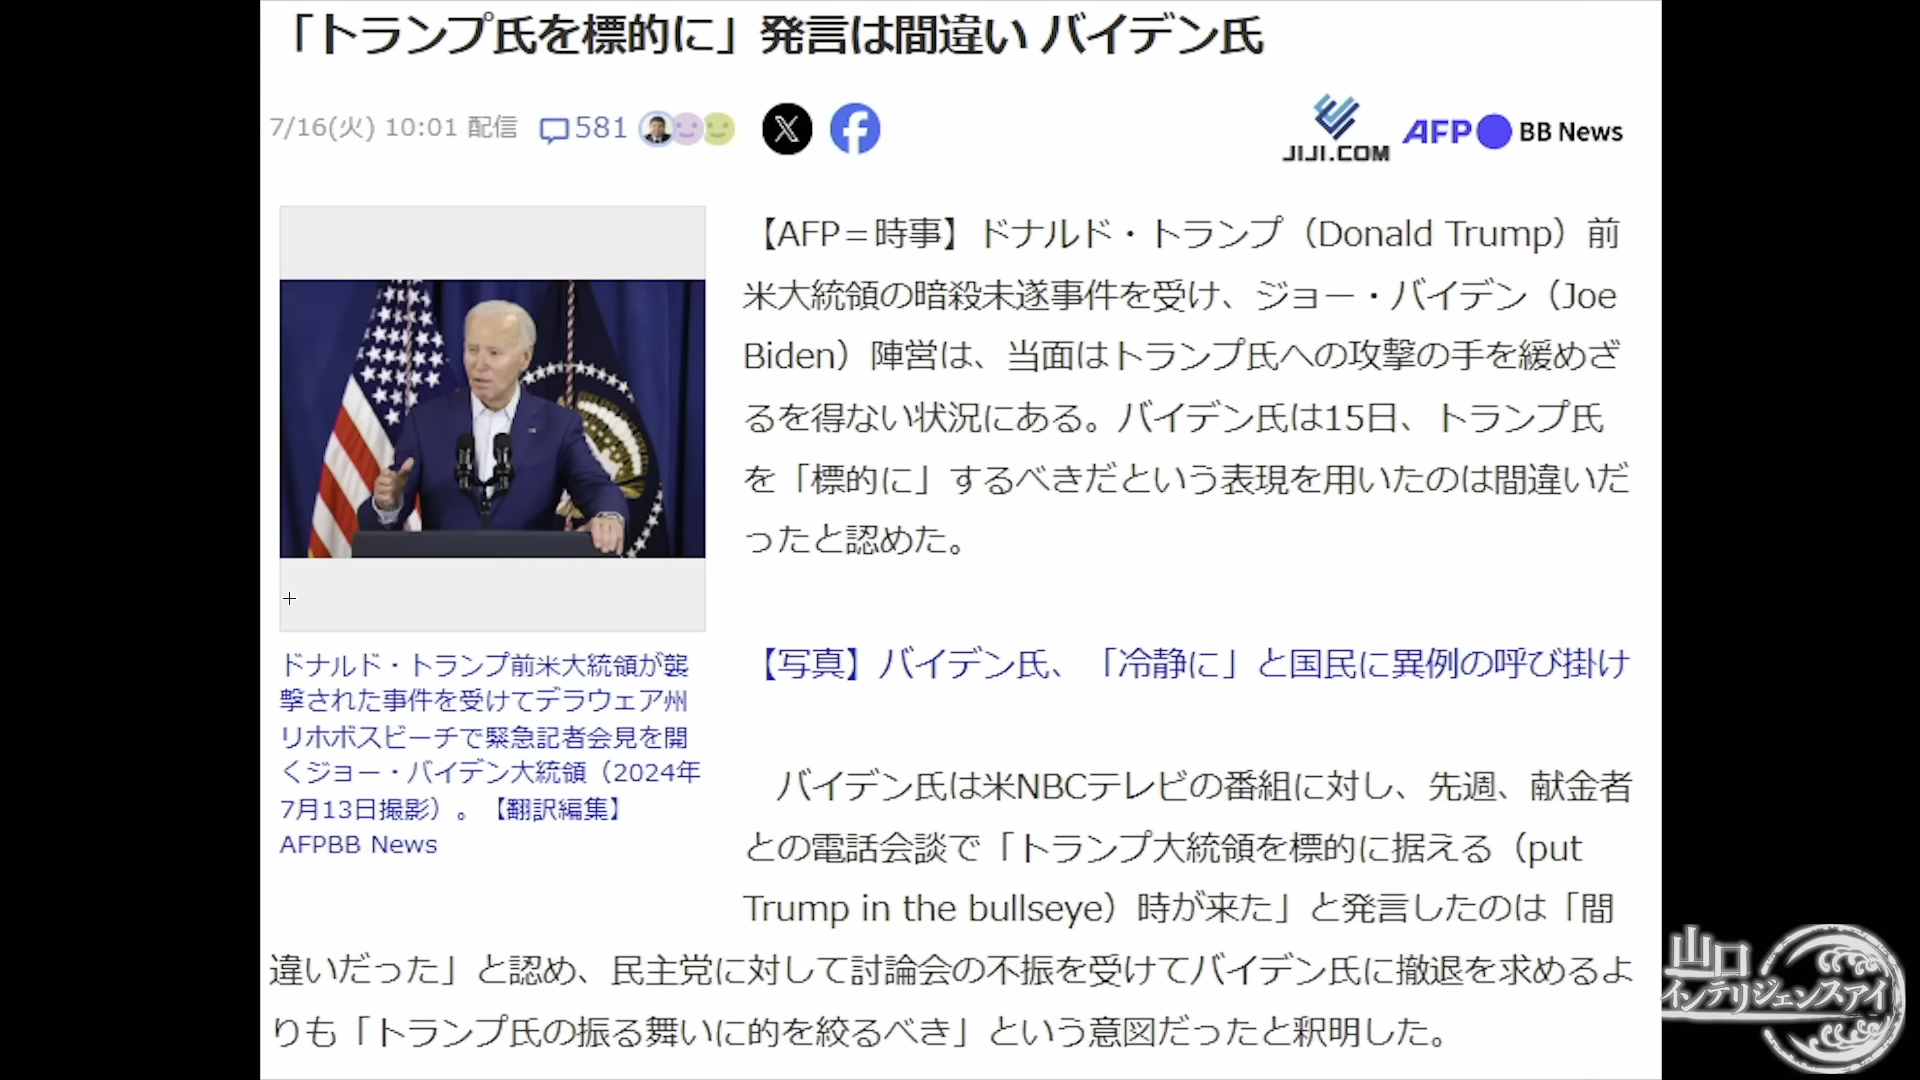 「トランプ氏を標的に」発言は間違い バイデン氏
7/16(火) 10:01 配信
581
JIJI.COM
AFP BB News
【AFP＝時事】ドナルド・トランプ（Donald Trump）前
米大統領の暗殺未遂事件を受け、ジョー・バイデン（Joe
Biden）陣営は、当面はトランプ氏への攻撃の手を緩めざ
るを得ない状況にある。バイデン氏は15日、トランプ氏
を「標的に」するべきだという表現を用いたのは間違いだ
ったと認めた。
【写真】バイデン氏、「冷静に」と国民に異例の呼び掛け
ドナルド・トランプ前米大統領が襲
撃された事件を受けてデラウェア州
リホボスビーチで緊急記者会見を開
くジョー・バイデン大統領（2024年
7月13日撮影）。【翻訳編集】
AFPBB News
バイデン氏は米NBCテレビの番組に対し、先週、献金者
との電話会談で「トランプ大統領を標的に据える（put
Trump in the bullseye）時が来た」と発言したのは「間
違いだった」と認め、民主党に対して討論会の不振を受けてバイデン氏に撤退を求めるよ
りも「トランプ氏の振る舞いに的を絞るべき」という意図だったと釈明した。
山口
インテリジェンスアイ